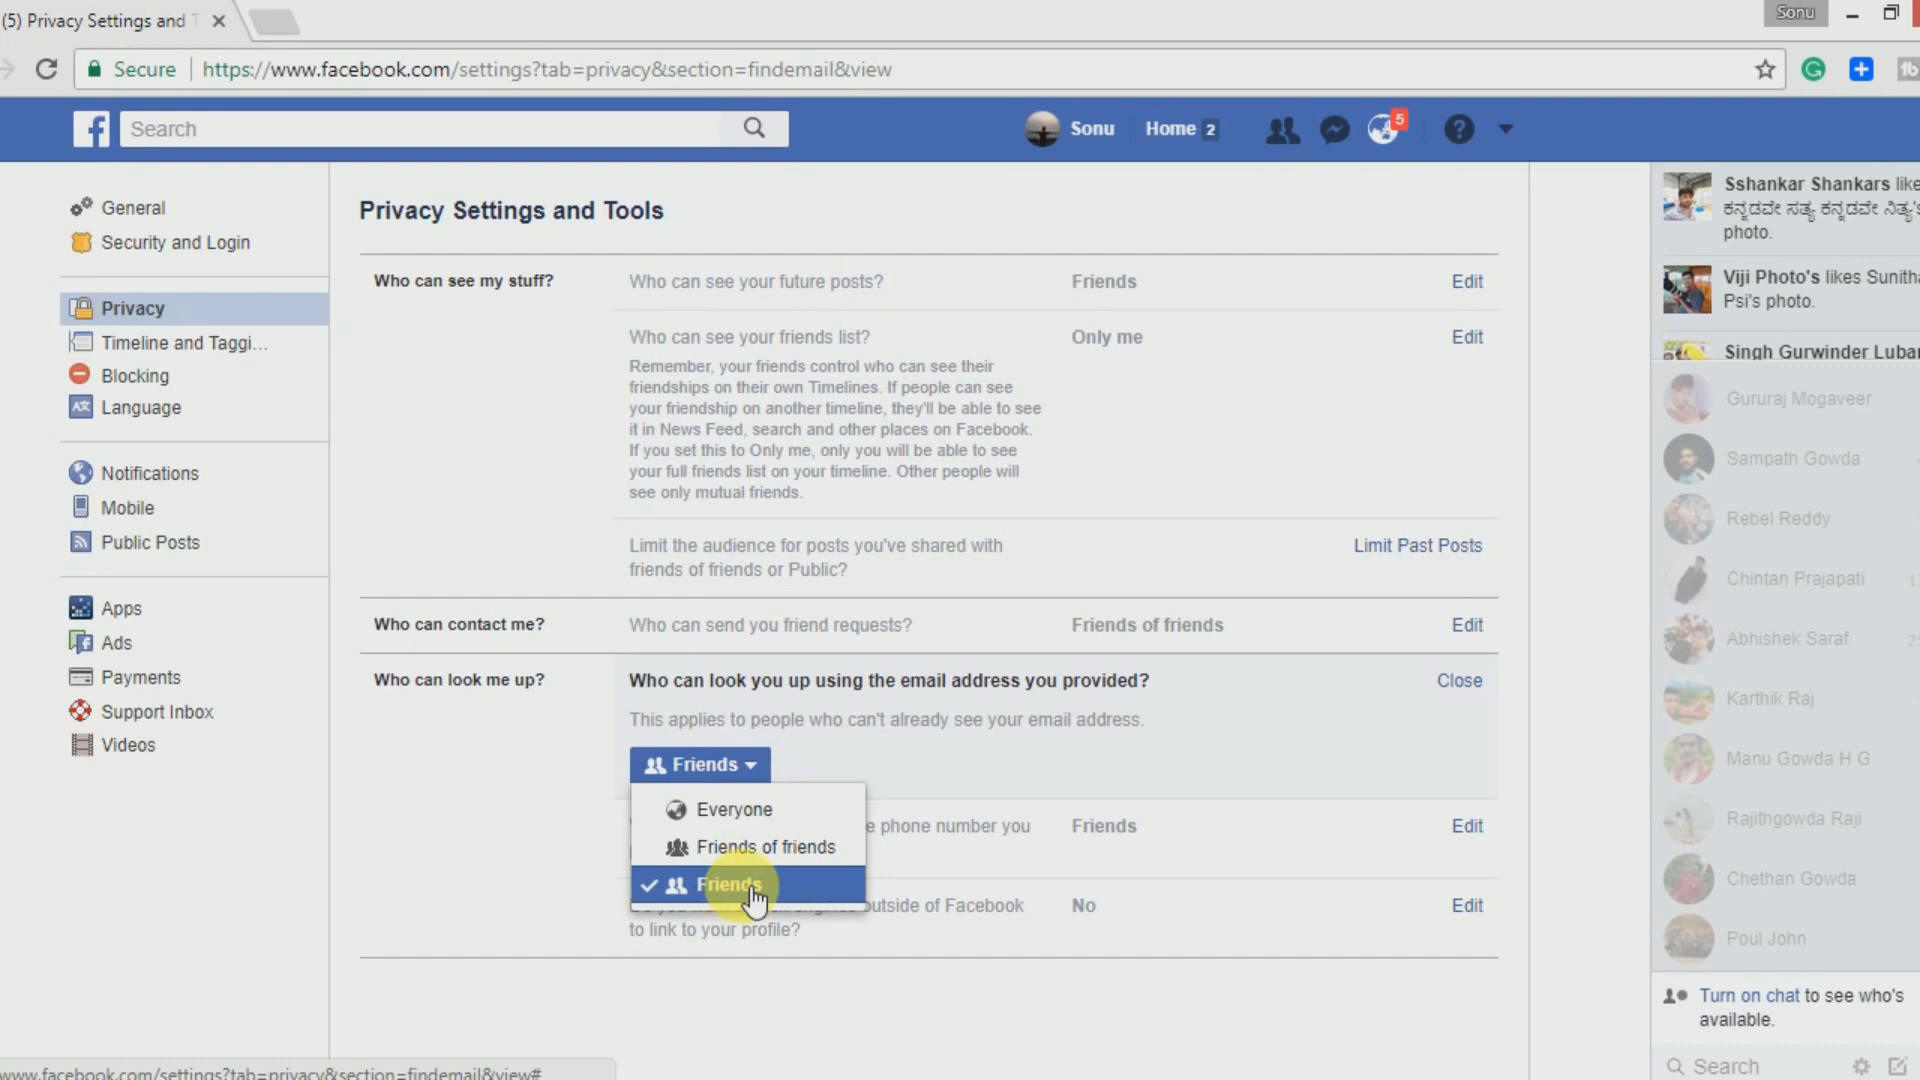 (5) Privacy Settings and T
Sonu
Secure
https://www.facebook.com/settings?tab=privacy&section=findemail&view
Search
Sonu
Home 2
5
General
Security and Login
Privacy
Timeline and Taggi...
Blocking
Language
Notifications
Mobile
Public Posts
Apps
Ads
Payments
Support Inbox
Videos
Privacy Settings and Tools
Who can see my stuff?
Who can see your future posts?
Friends
Edit
Who can see your friends list?
Only me
Edit
Remember, your friends control who can see their
friendships on their own Timelines. If people can see
your friendship on another timeline, they'll be able to see
it in News Feed, search and other places on Facebook.
If you set this to Only me, only you will be able to see
your full friends list on your timeline. Other people will
see only mutual friends.
Limit the audience for posts you've shared with
friends of friends or Public?
Limit Past Posts
Who can contact me?
Who can send you friend requests?
Friends of friends
Edit
Who can look me up?
Who can look you up using the email address you provided?
Close
This applies to people who can't already see your email address.
Friends
Everyone
Friends of friends
Friends
phone number you
Friends
Edit
outside of Facebook
to link to your profile?
No
Edit
Sshankar Shankars like
ಕನ್ನಡವೇ ಸತ್ಯ ಕನ್ನಡವೇ ನಿತ್ಯ's
photo.
Viji Photo's likes Sunitha
Psi's photo.
Singh Gurwinder Lubar
Gururaj Mogaveer
Sampath Gowda
Rebel Reddy
Chintan Prajapati
Abhishek Saraf
Karthik Raj
Manu Gowda H G
Rajithgowda Raji
Chethan Gowda
Poul John
Turn on chat to see who's
available.
Search
www.facebook.com/settings?tab=privacy&section=findemail&view#